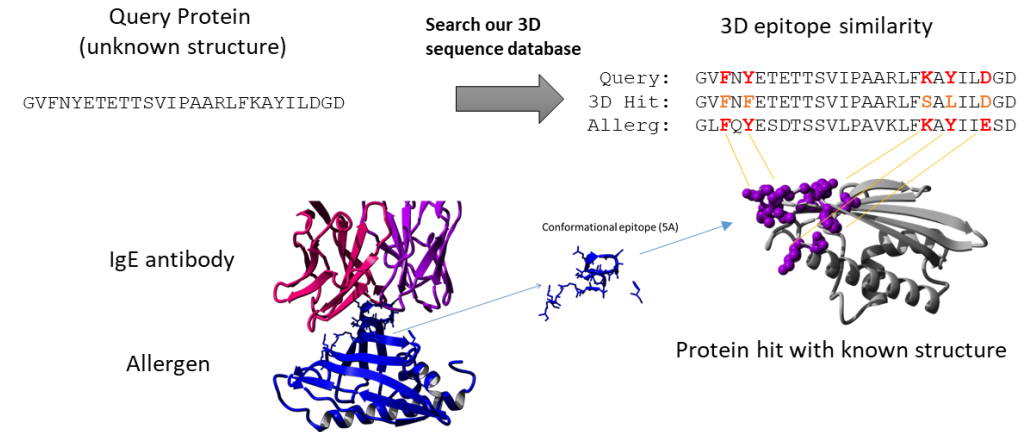 Query Protein
(unknown structure)
GVFNYETETTSVIPAARLFKAYILDGD
Search our 3D
sequence database
3D epitope similarity
Query: GVFNYETETTSVIPAARLFKAYILDGD
3D Hit: GVFNFETETTSVIPAARLFSALILDGD
Allerg: GLFQYESDTSSVLPAVKLFKAYIIESD
IgE antibody
Allergen
Conformational epitope (5A)
Protein hit with known structure